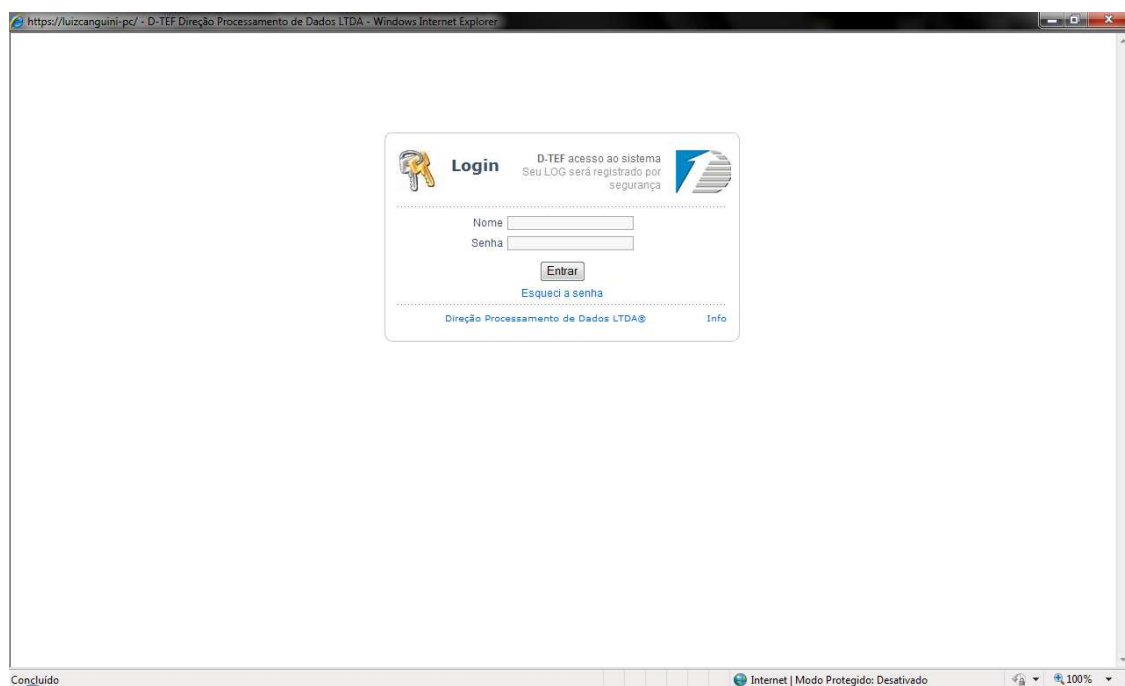 https://luizcanguini-pc/ - D-TEF Direção Processamento de Dados LTDA - Windows Internet Explorer
Login
D-TEF acesso ao sistema
Seu LOG será registrado por
segurança
Nome
Senha
Entrar
Esqueci a senha
Direção Processamento de Dados LTDA® Info
Concluído Internet | Modo Protegido: Desativado 100%